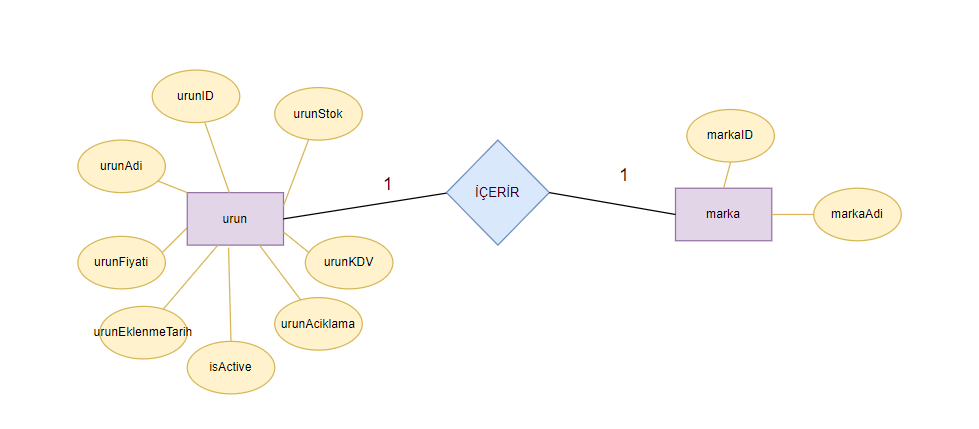 urunID
urunStok
markaID
urunAdi
1
1
İÇERİR
urun
marka
markaAdi
urunFiyati
urunKDV
urunEklenmeTarih
urunAciklama
isActive